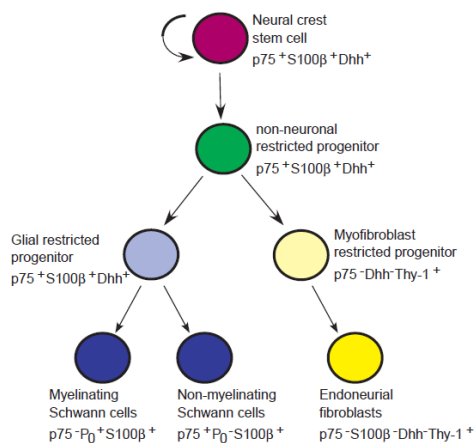 Neural crest
stem cell
p75 +S100β+Dhh+
non-neuronal
restricted progenitor
p75 +S100β+Dhh+
Glial restricted
progenitor
p75 +S100β +Dhh+
Myofibroblast
restricted progenitor
p75 -Dhh-Thy-1 +
Myelinating
Schwann cells
p75 -P0+S100β +
Non-myelinating
Schwann cells
p75 +P0-S100β +
Endoneurial
fibroblasts
p75 -S100β -Dhh-Thy-1 +